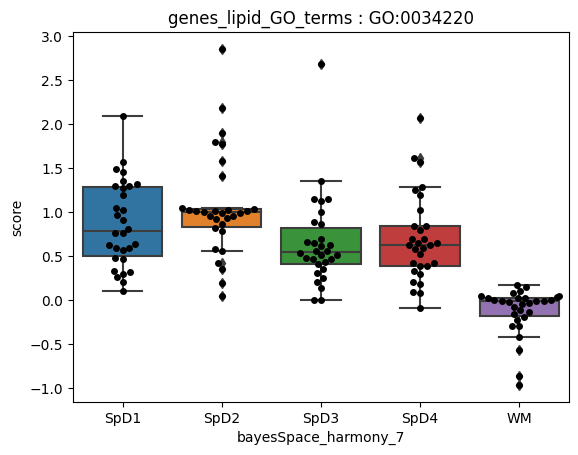 genes_lipid_GO_terms : GO:0034220
3.0
2.5
2.0
1.5
1.0
0.5
0.0
−0.5
−1.0
score
SpD1 SpD2 SpD3 SpD4 WM
bayesSpace_harmony_7